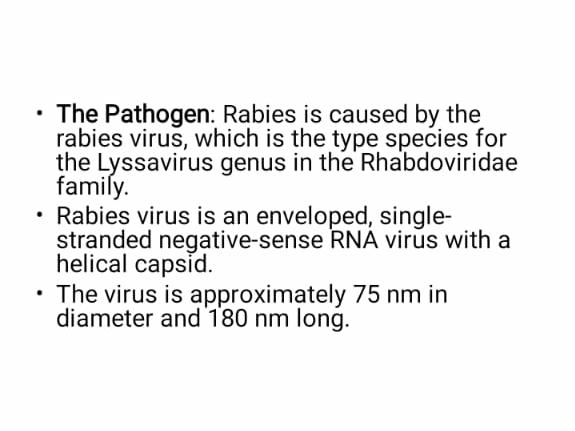 • The Pathogen: Rabies is caused by the
rabies virus, which is the type species for
the Lyssavirus genus in the Rhabdoviridae
family.
• Rabies virus is an enveloped, single-
stranded negative-sense RNA virus with a
helical capsid.
• The virus is approximately 75 nm in
diameter and 180 nm long.